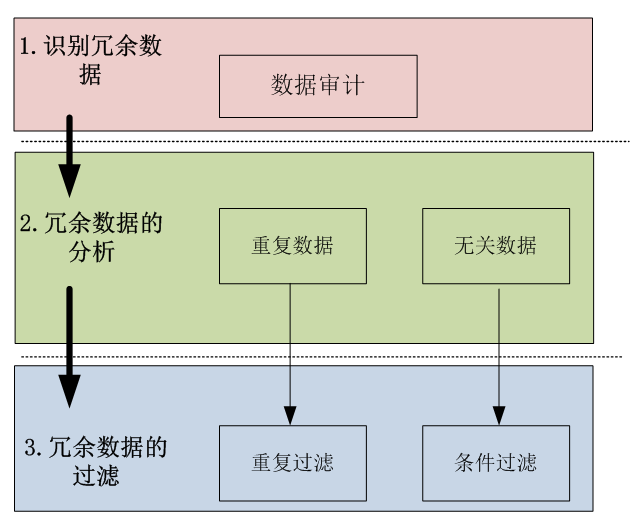 1.识别冗余数
据
数据审计
2.冗余数据的
分析
重复数据
无关数据
3.冗余数据的
过滤
重复过滤
条件过滤